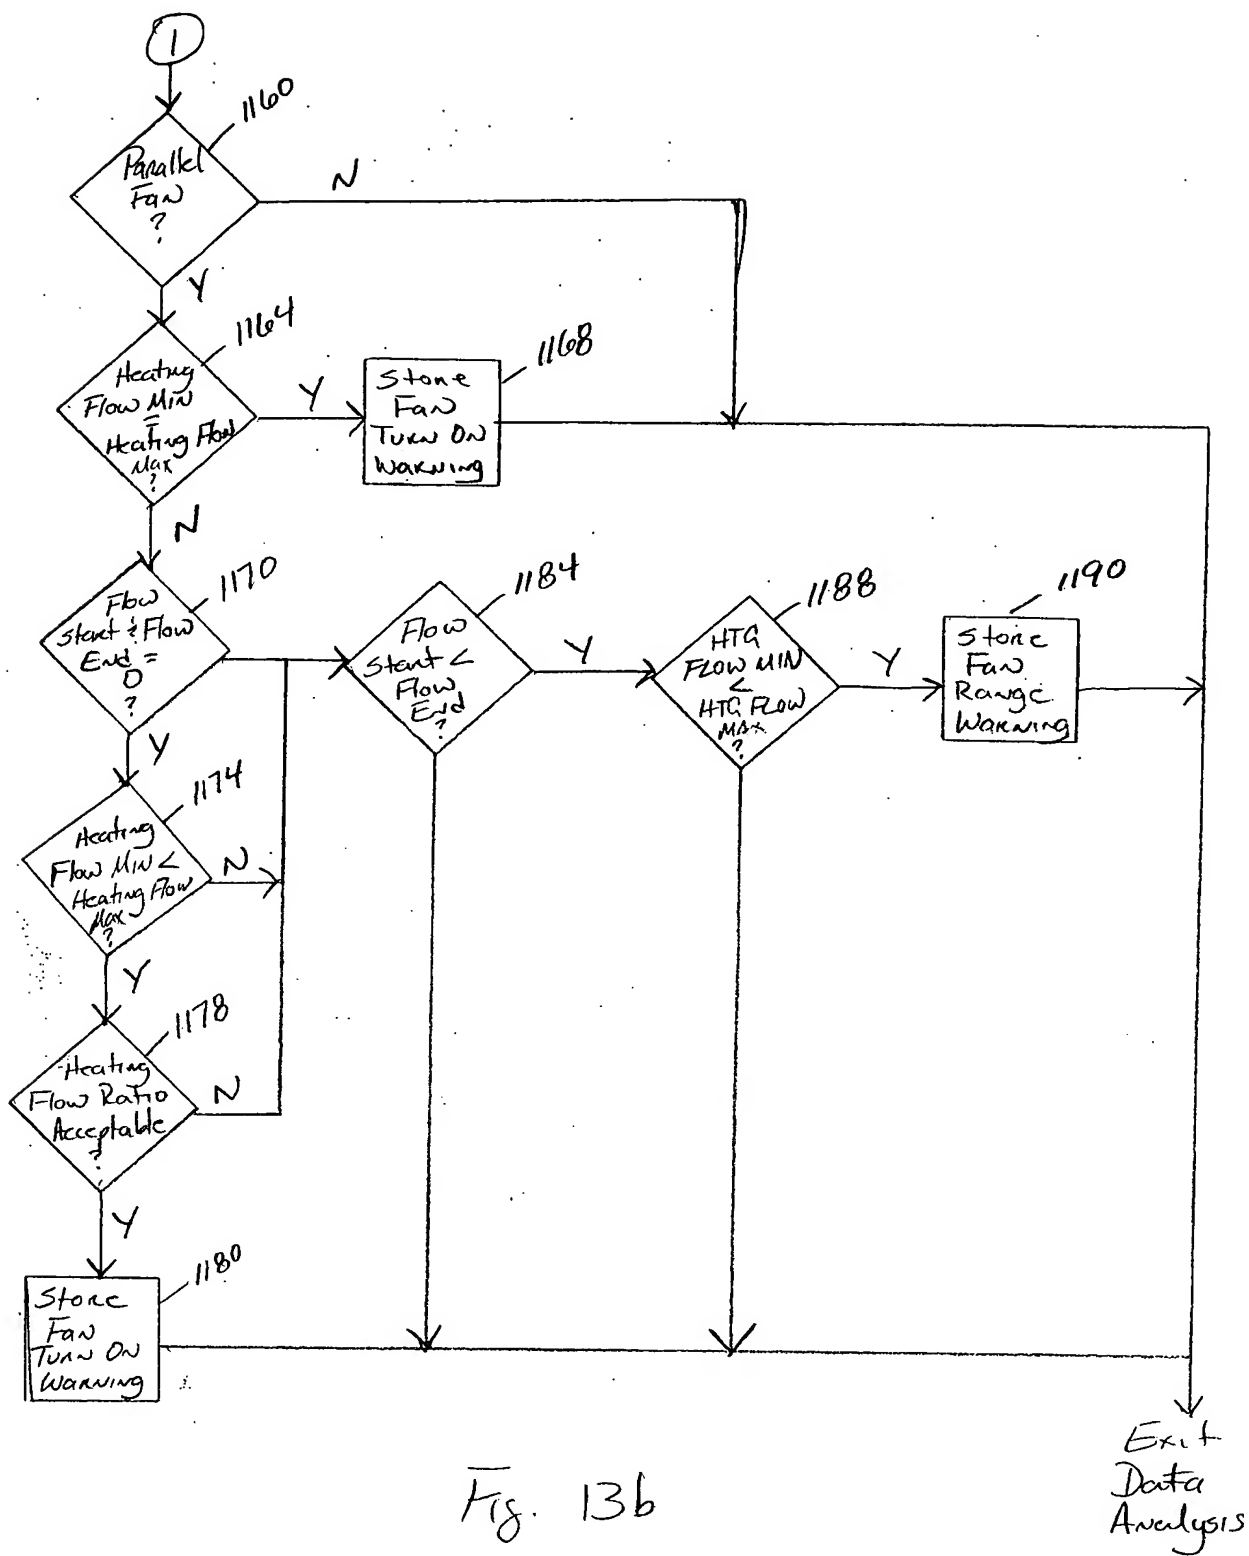 1
1160
Parallel
Fan
?
N
Y
1164
Heating
Flow MIN
=
Heating Flow
Max
?
Y
1168
Store
Fan
Turn On
Warning
N
1170
Flow
Start & Flow
End =
0
?
1184
Flow
Start <
Flow
End
?
Y
1188
HTG
FLOW MIN
<
HTG FLOW
MAX
?
Y
1190
Store
Fan
Range
Warning
Y
1174
Heating
Flow MIN <
Heating Flow
Max
?
N
Y
1178
Heating
Flow Ratio
Acceptable
?
N
Y
1180
Store
Fan
Turn On
Warning
Exit
Data
Analysis
Fig. 13b